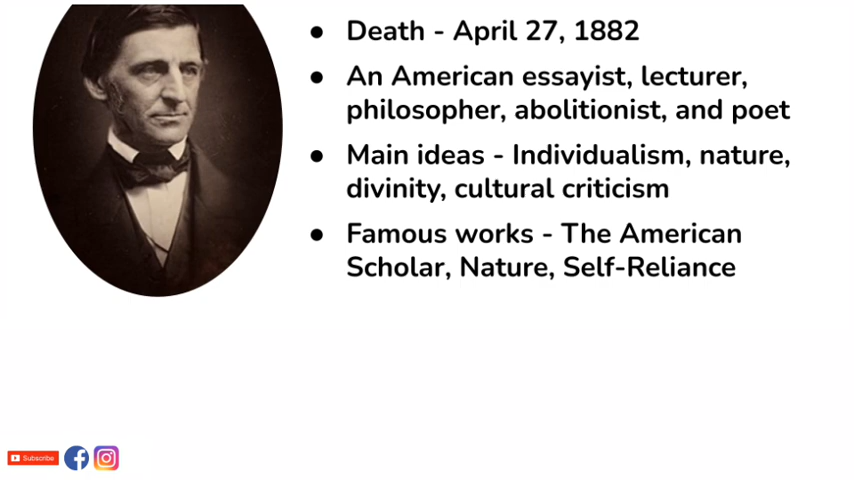 • Death - April 27, 1882
• An American essayist, lecturer,
philosopher, abolitionist, and poet
• Main ideas - Individualism, nature,
divinity, cultural criticism
• Famous works - The American
Scholar, Nature, Self-Reliance
Subscribe